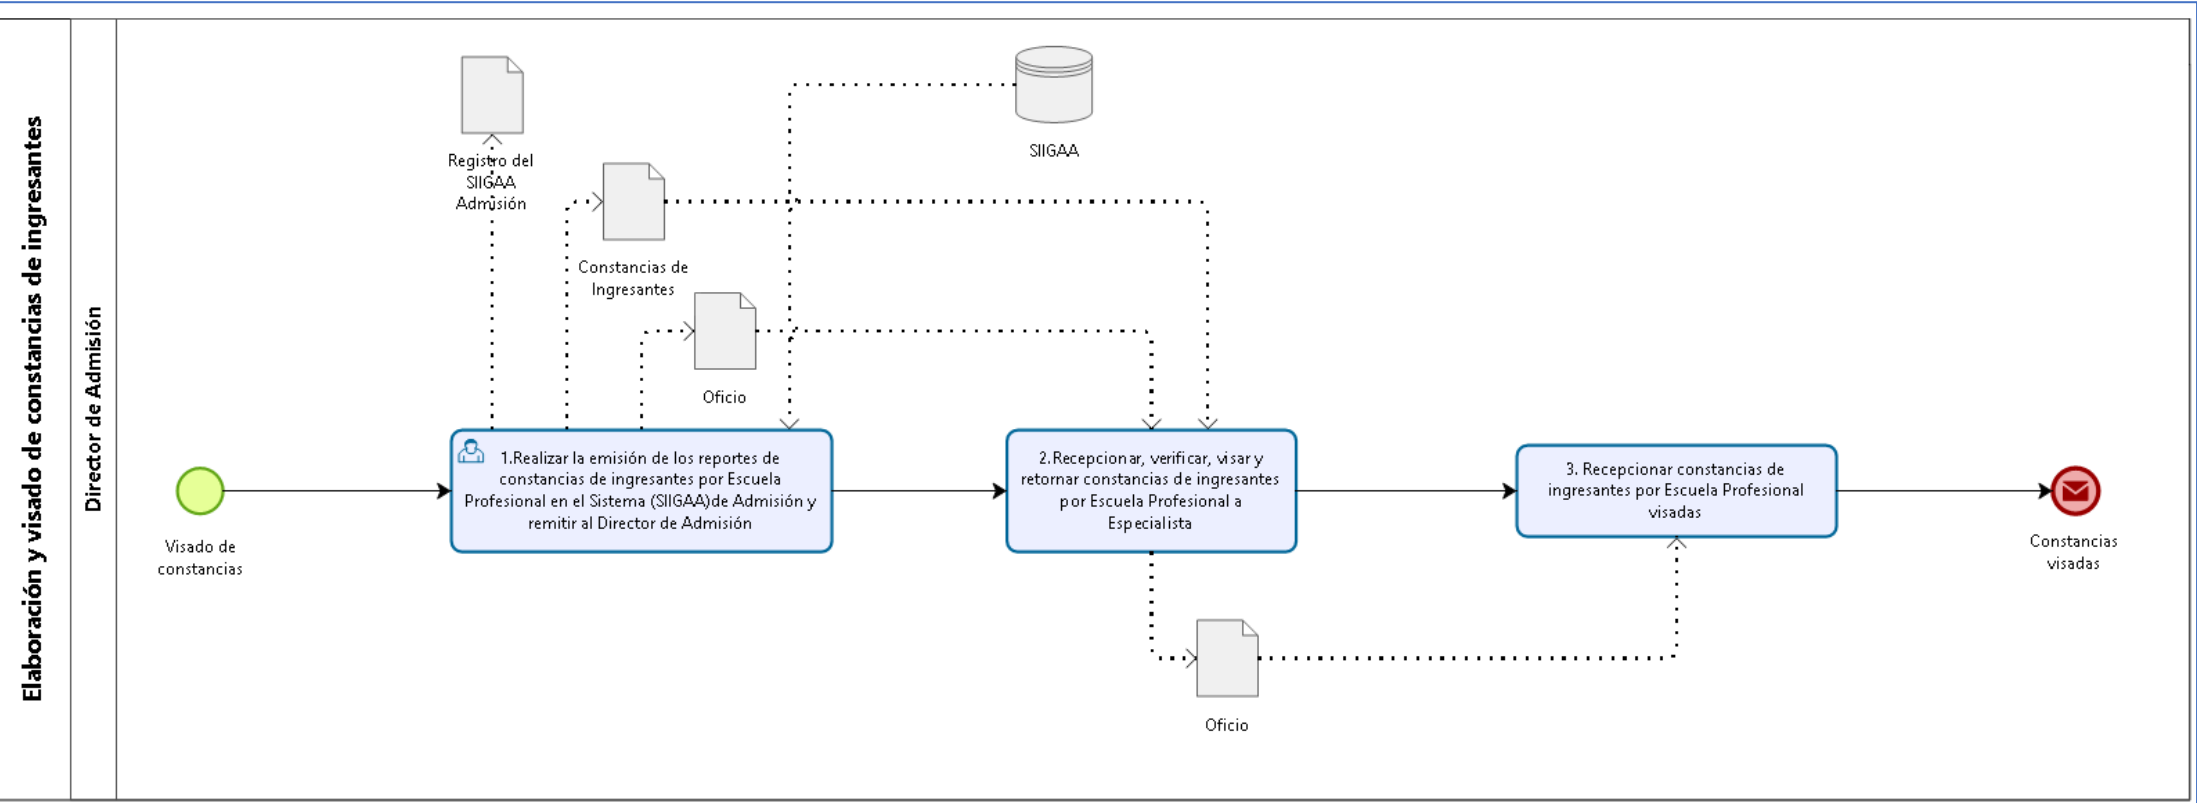 Elaboración y visado de constancias de ingresantes
Director de Admisión
Registro del
SIIGAA
Admisión
SIIGAA
Constancias de
Ingresantes
Oficio
Visado de
constancias
1.Realizar la emisión de los reportes de
constancias de ingresantes por Escuela
Profesional en el Sistema (SIIGAA)de Admisión y
remitir al Director de Admisión
2.Recepcionar, verificar, visar y
retornar constancias de ingresantes
por Escuela Profesional a
Especialista
3. Recepcionar constancias de
ingresantes por Escuela Profesional
visadas
Constancias
visadas
Oficio